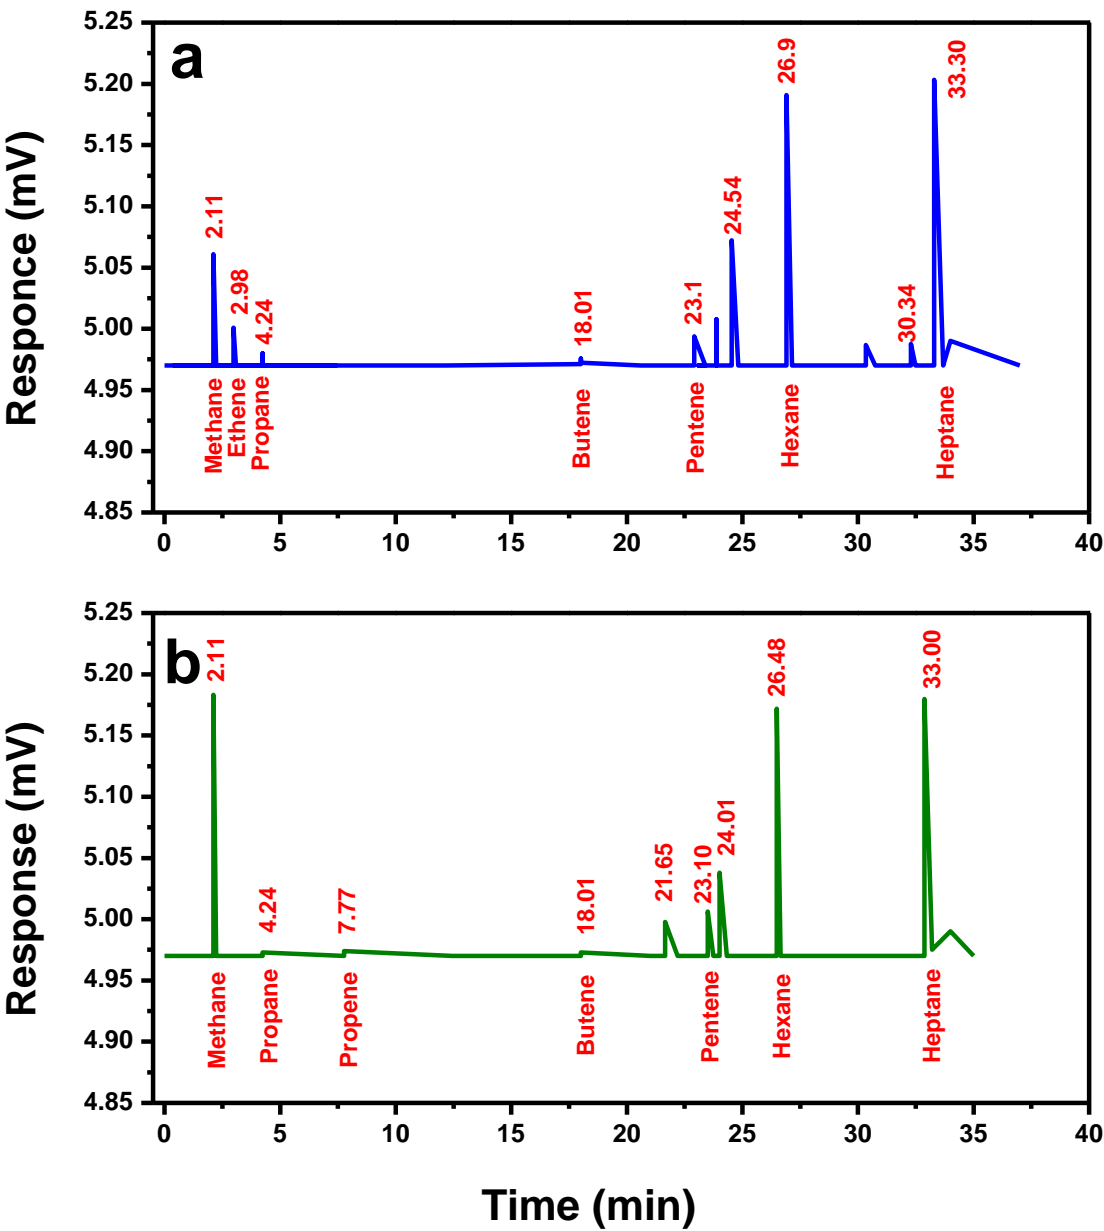 a
Responce (mV)
5.25
5.20
5.15
5.10
5.05
5.00
4.95
4.90
4.85
2.11
2.98
4.24
18.01
23.1
24.54
26.9
30.34
33.30
Methane
Ethene
Propane
Butene
Pentene
Hexane
Heptane
0 5 10 15 20 25 30 35 40
b
Response (mV)
5.25
5.20
5.15
5.10
5.05
5.00
4.95
4.90
4.85
2.11
4.24
7.77
18.01
21.65
23.10
24.01
26.48
33.00
Methane
Propane
Propene
Butene
Pentene
Hexane
Heptane
0 5 10 15 20 25 30 35 40
Time (min)